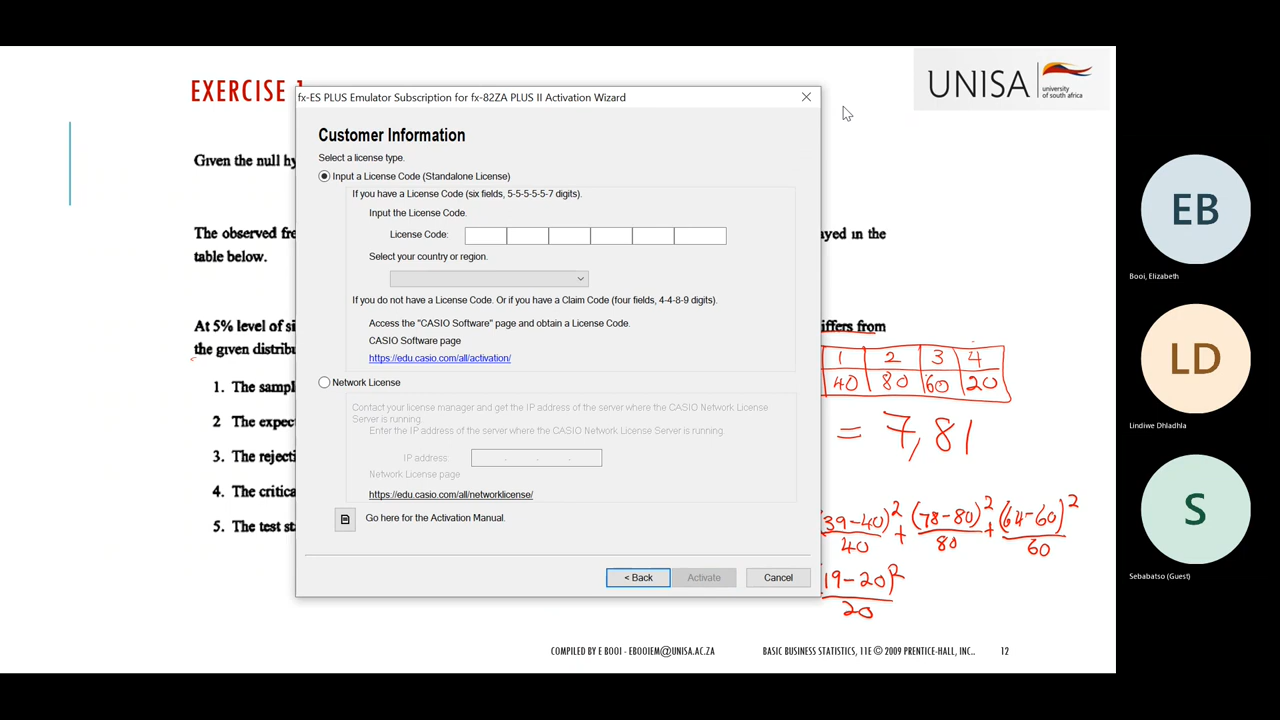 EXERCISE 1
UNISA university of south africa
fx-ES PLUS Emulator Subscription for fx-82ZA PLUS II Activation Wizard
Customer Information
Select a license type.
Input a License Code (Standalone License)
If you have a License Code (six fields, 5-5-5-5-5-7 digits).
Input the License Code.
License Code:
Select your country or region.
If you do not have a License Code. Or if you have a Claim Code (four fields, 4-4-8-9 digits).
Access the "CASIO Software" page and obtain a License Code.
CASIO Software page
https://edu.casio.com/all/activation/
Network License
Contact your license manager and get the IP address of the server where the CASIO Network License
Server is running.
Enter the IP address of the server where the CASIO Network License Server is running.
IP address:
Network License page
https://edu.casio.com/all/networklicense/
Go here for the Activation Manual.
< Back Activate Cancel
Given the null
The observed
in the
table below.
At 5% level of
differs from
the given
1. The
2 The
3. The
4. The
5. The test
1 2 3 4
40 80 60 20
= 7,81
(39-40)² / 40 + (78-80)² / 80 + (64-60)² / 60
(19-20)² / 20
COMPILED BY E BOOI - EBOOIEM@UNISA.AC.ZA BASIC BUSINESS STATISTICS, 11E © 2009 PRENTICE-HALL, INC.. 12
EB
Booi, Elizabeth
LD
Lindiwe Dhladhla
S
Sebabatso (Guest)